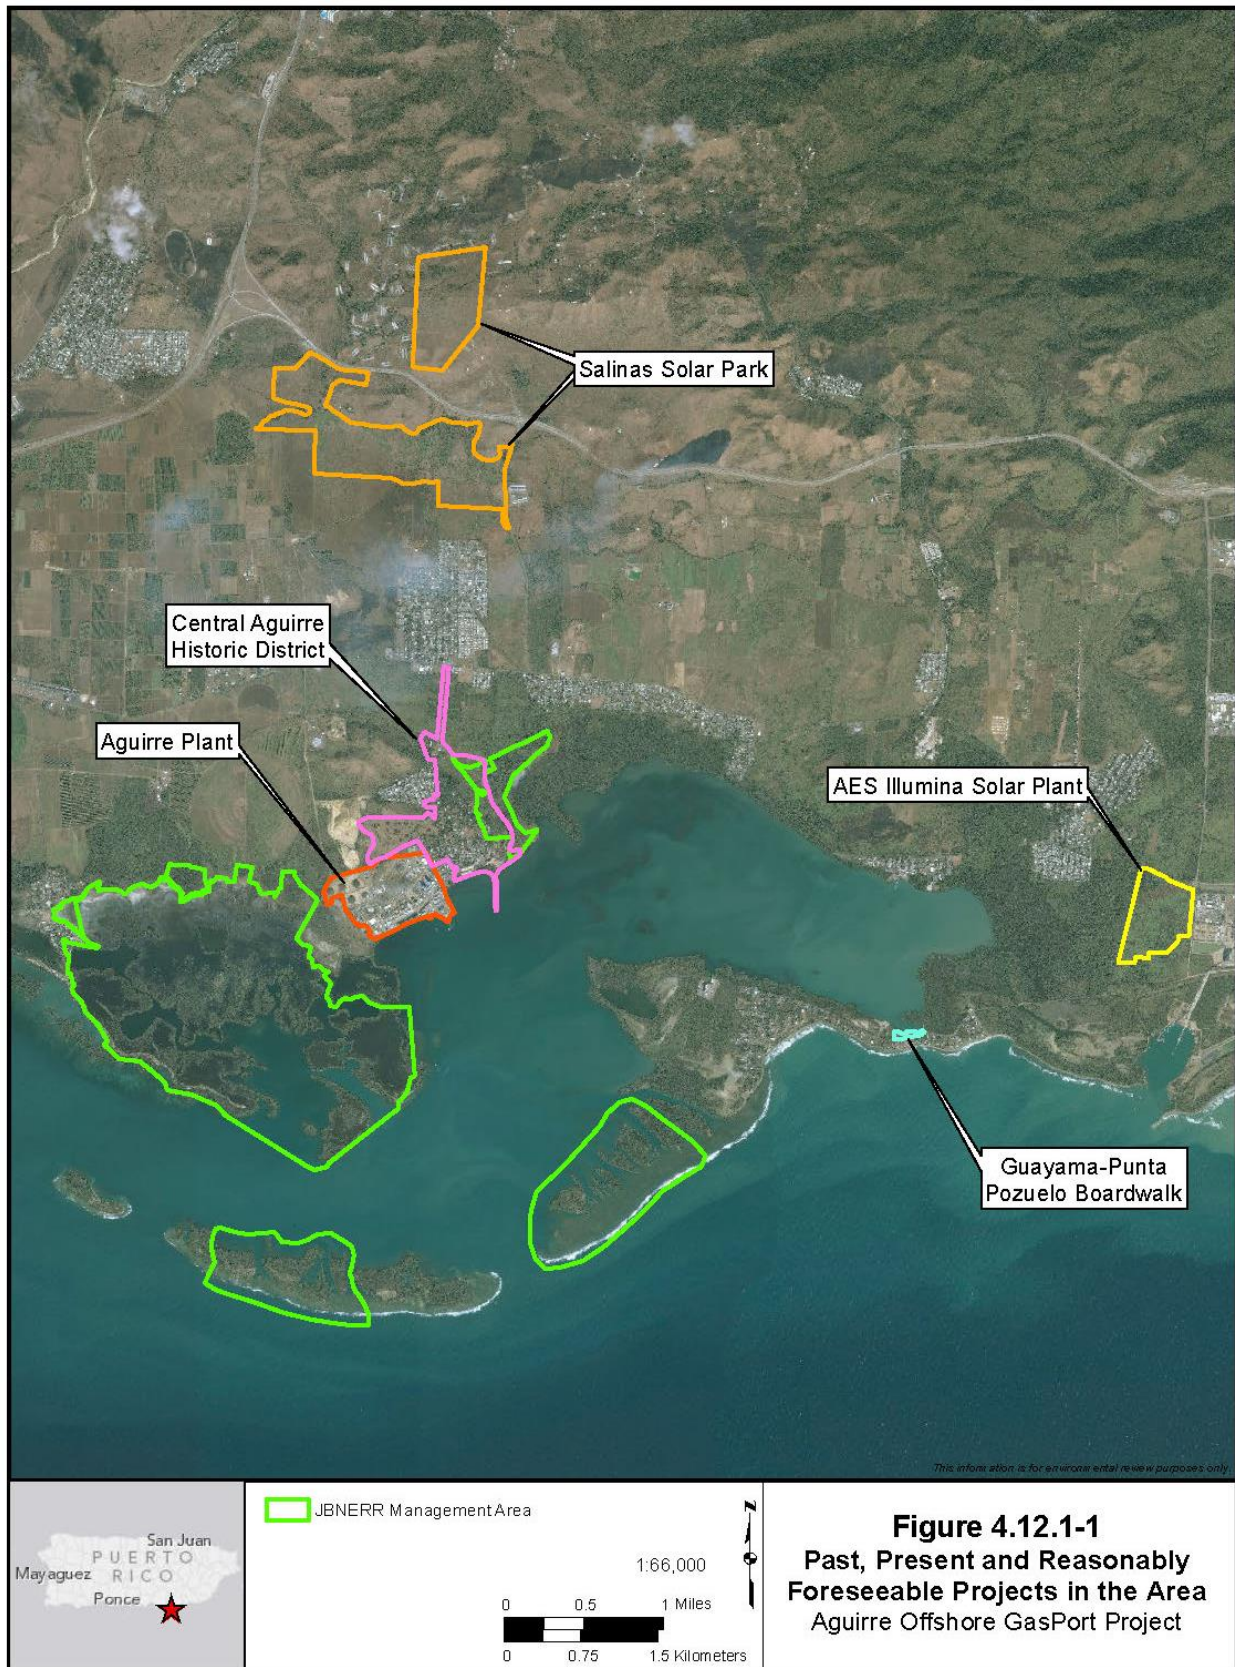 Salinas Solar Park
Central Aguirre
Historic District
Aguirre Plant
AES Illumina Solar Plant
Guayama-Punta
Pozuelo Boardwalk
This information is for environmental review purposes only.
San Juan
PUERTO
Mayaguez
RICO
Ponce
JBNERR Management Area
Z
1:66,000
0 0.5 1 Miles
0 0.75 1.5 Kilometers
Figure 4.12.1-1
Past, Present and Reasonably
Foreseeable Projects in the Area
Aguirre Offshore GasPort Project